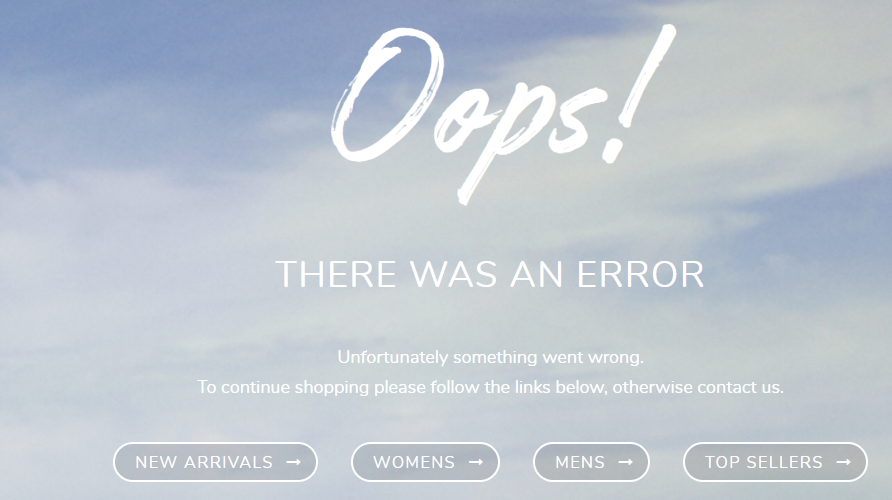 Oops!
THERE WAS AN ERROR
Unfortunately something went wrong.
To continue shopping please follow the links below, otherwise contact us.
NEW ARRIVALS → WOMENS → MENS → TOP SELLERS →